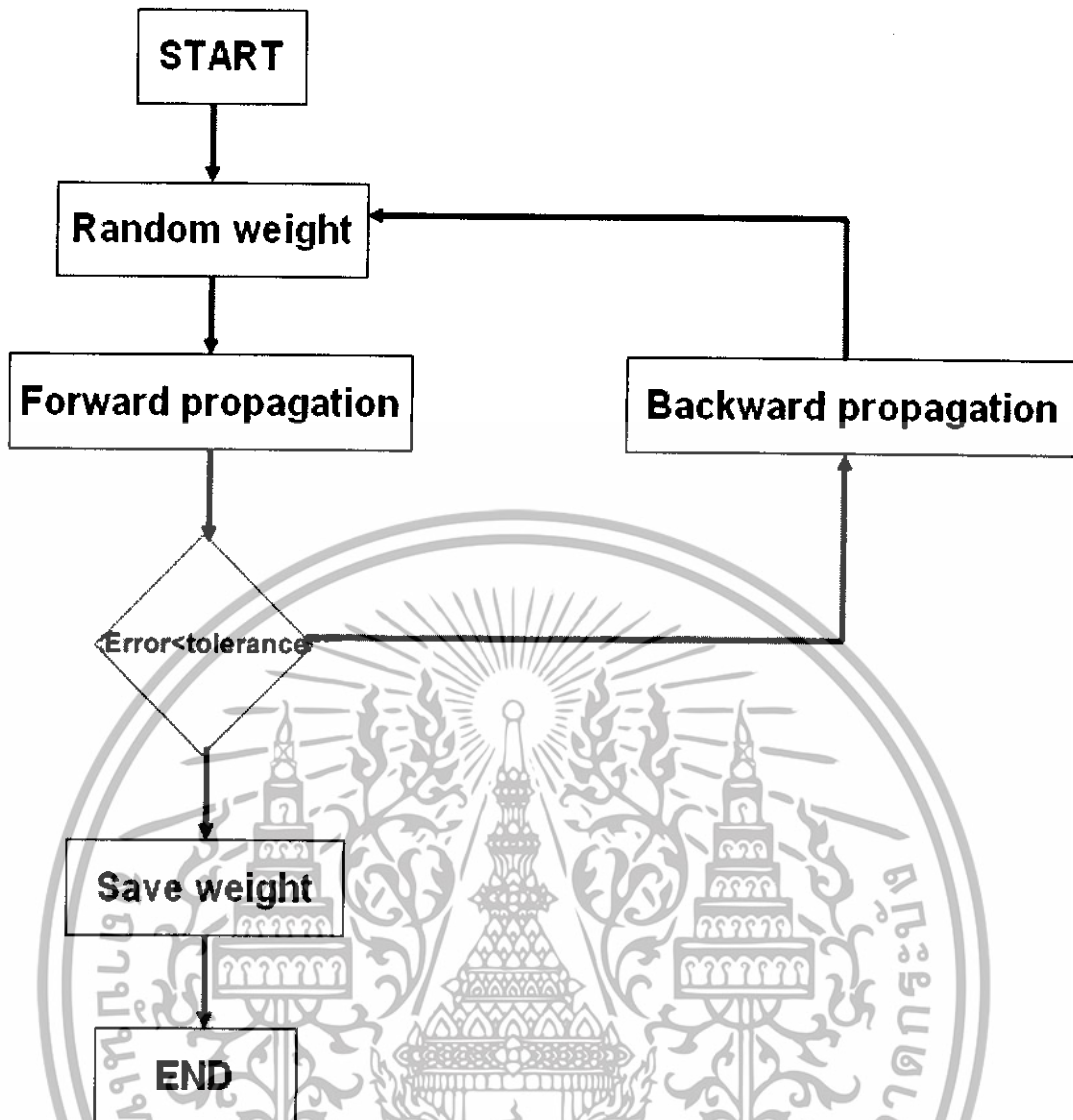 START
Random weight
Forward propagation
Backward propagation
Error<tolerance
Save weight
END